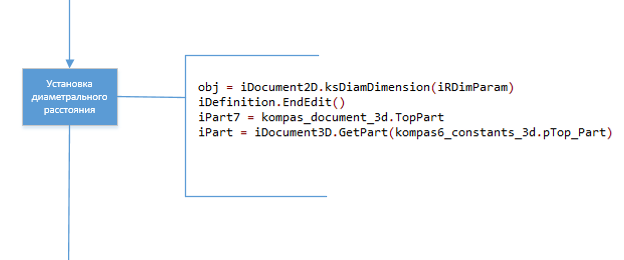 Установка
диаметрального
расстояния
obj = iDocument2D.ksDiamDimension(iRDimParam)
iDefinition.EndEdit()
iPart7 = kompas_document_3d.TopPart
iPart = iDocument3D.GetPart(kompas6_constants_3d.pTop_Part)